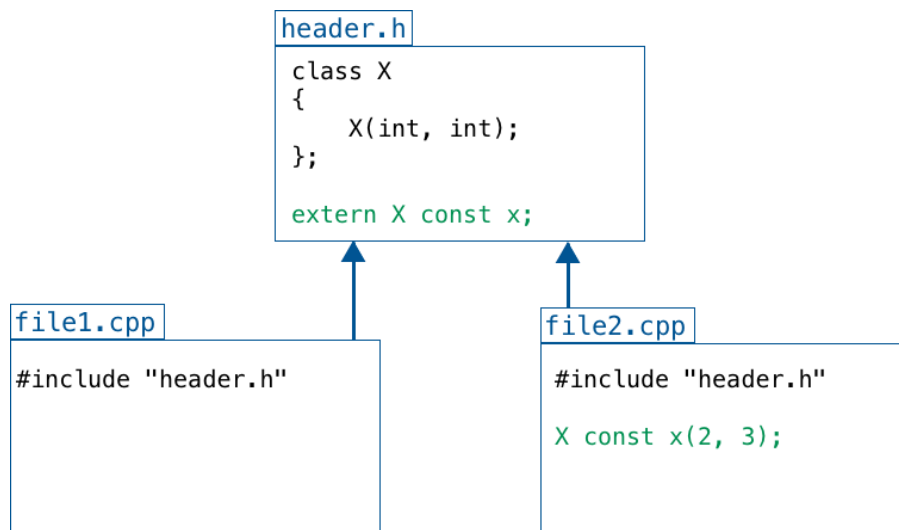 header.h
class X
{
    X(int, int);
};
extern X const x;
file1.cpp
#include "header.h"
file2.cpp
#include "header.h"
X const x(2, 3);